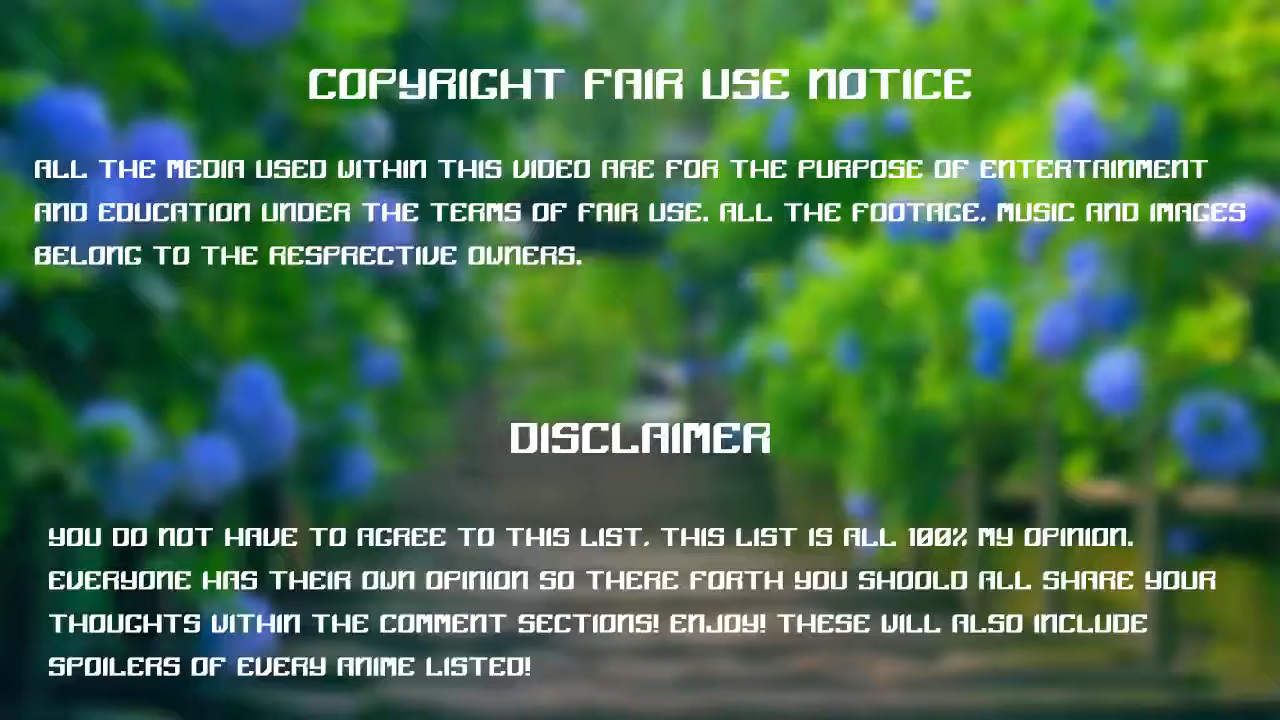 COPYRIGHT FAIR USE NOTICE
ALL THE MEDIA USED WITHIN THIS VIDEO ARE FOR THE PURPOSE OF ENTERTAINMENT
AND EDUCATION UNDER THE TERMS OF FAIR USE. ALL THE FOOTAGE, MUSIC AND IMAGES
BELONG TO THE RESPRECTIVE OWNERS.
DISCLAIMER
YOU DO NOT HAVE TO AGREE TO THIS LIST, THIS LIST IS ALL 100% MY OPINION.
EVERYONE HAS THEIR OWN OPINION SO THERE FORTH YOU SHOOLD ALL SHARE YOUR
THOUGHTS WITHIN THE COMMENT SECTIONS! ENJOY! THESE WILL ALSO INCLUDE
SPOILERS OF EVERY ANIME LISTED!